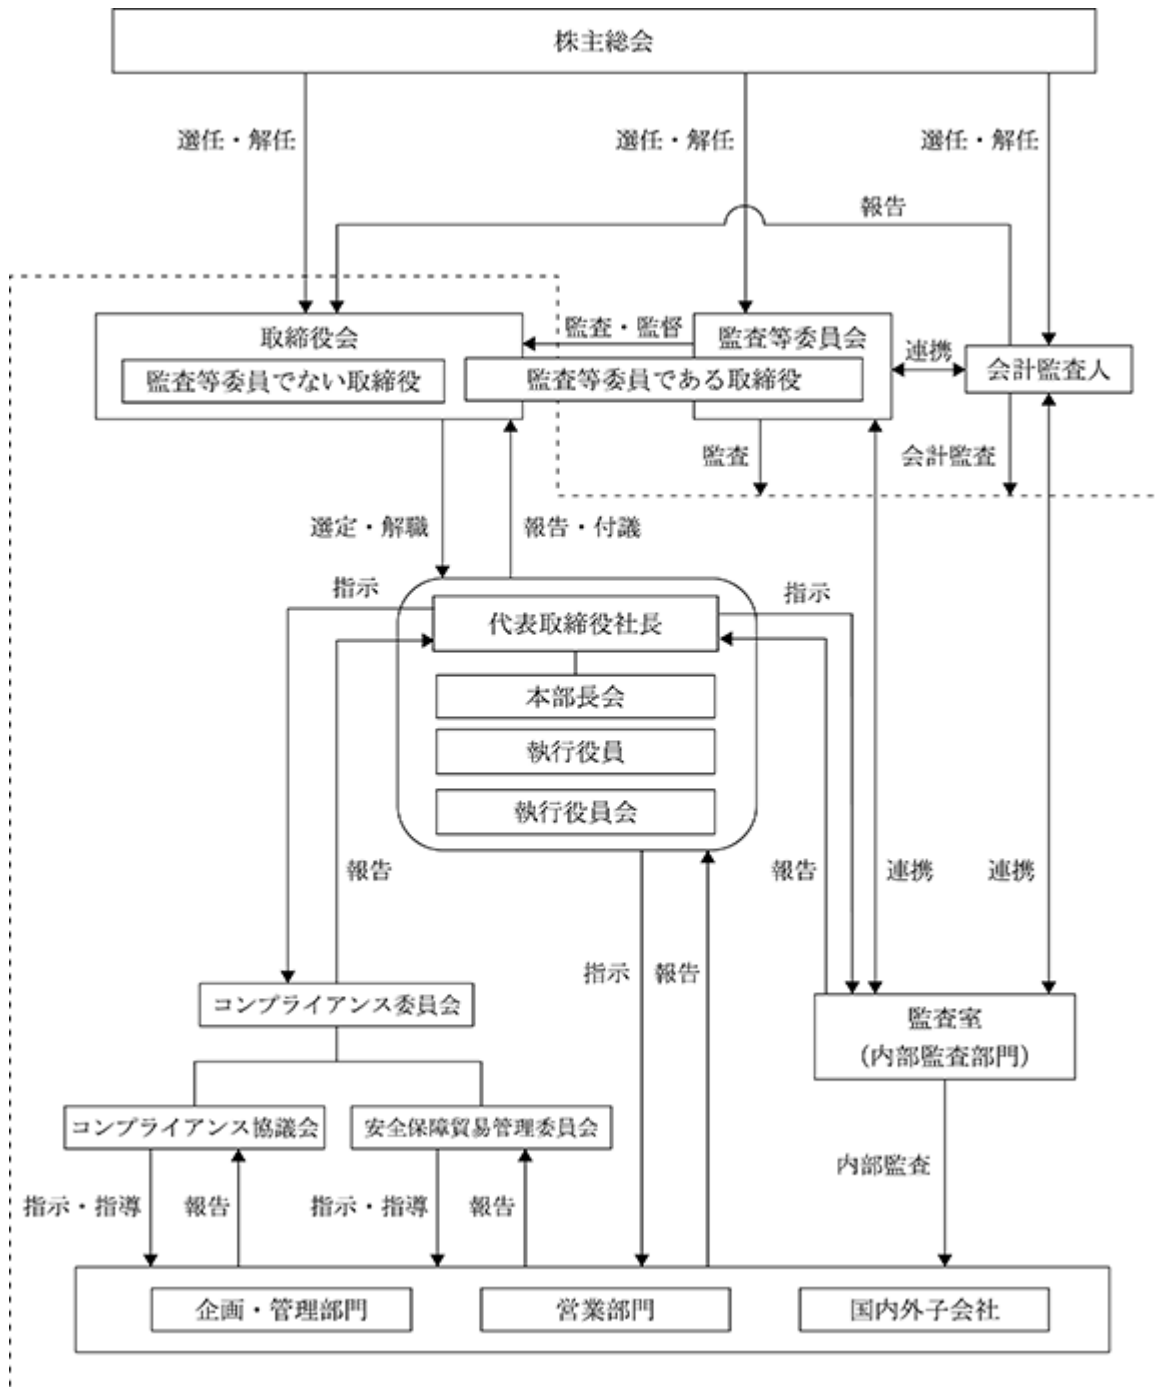 株主総会
選任・解任
選任・解任
選任・解任
報告
取締役会
監査・監督
監査等委員会
連携
会計監査人
監査等委員でない取締役
監査等委員である取締役
監査
会計監査
選定・解職
報告・付議
指示
代表取締役社長
指示
本部長会
執行役員
執行役員会
報告
報告
連携
連携
指示
報告
コンプライアンス委員会
監査室
(内部監査部門)
コンプライアンス協議会
安全保障貿易管理委員会
内部監査
指示・指導
報告
指示・指導
報告
企画・管理部門
営業部門
国内外子会社